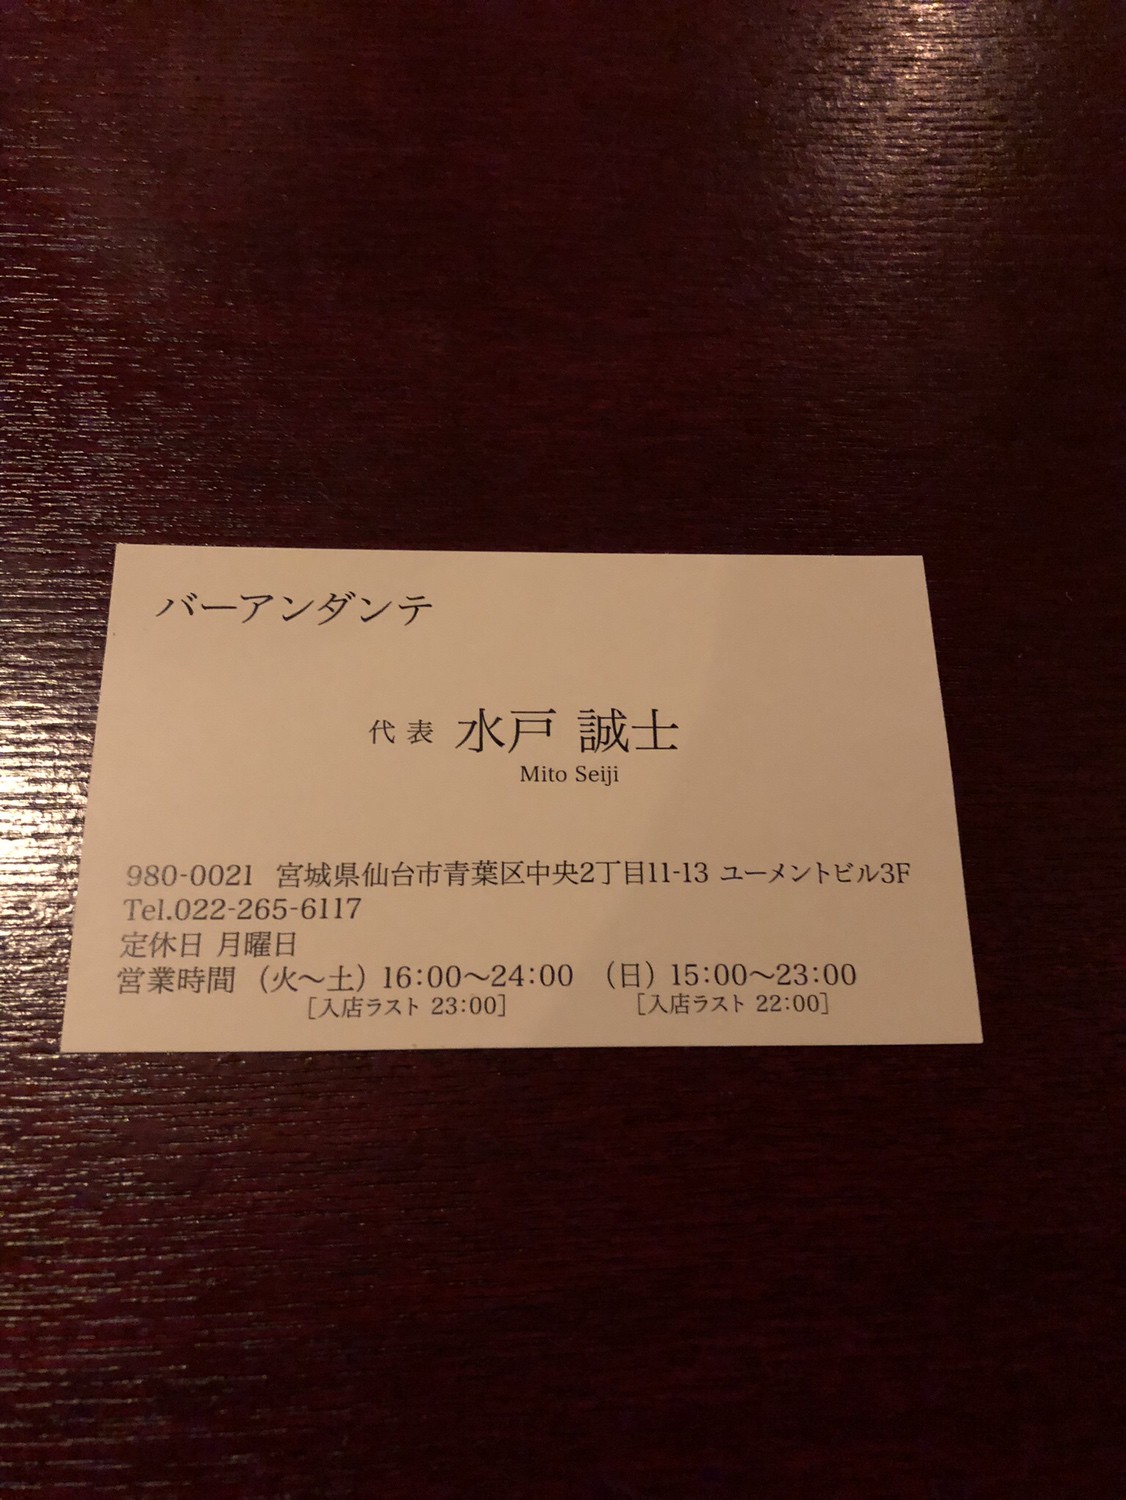 バーアンダンテ
代表 水戸 誠士
Mito Seiji
980-0021 宮城県仙台市青葉区中央2丁目11-13 ユーメントビル3F
Tel.022-265-6117
定休日 月曜日
営業時間 (火〜土) 16:00〜24:00 (日) 15:00〜23:00
[入店ラスト 23:00] [入店ラスト 22:00]